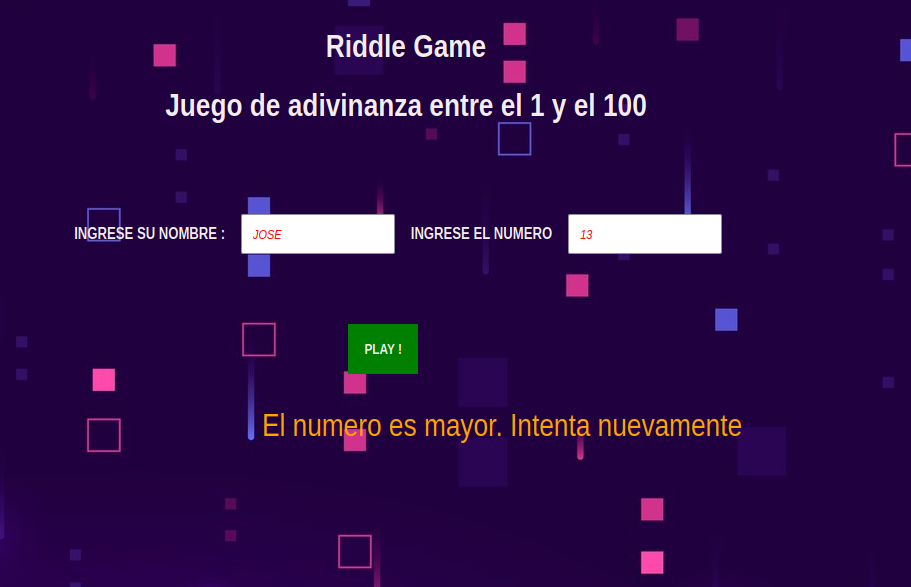 Riddle Game
Juego de adivinanza entre el 1 y el 100
INGRESE SU NOMBRE : JOSE INGRESE EL NUMERO 13
PLAY !
El numero es mayor. Intenta nuevamente